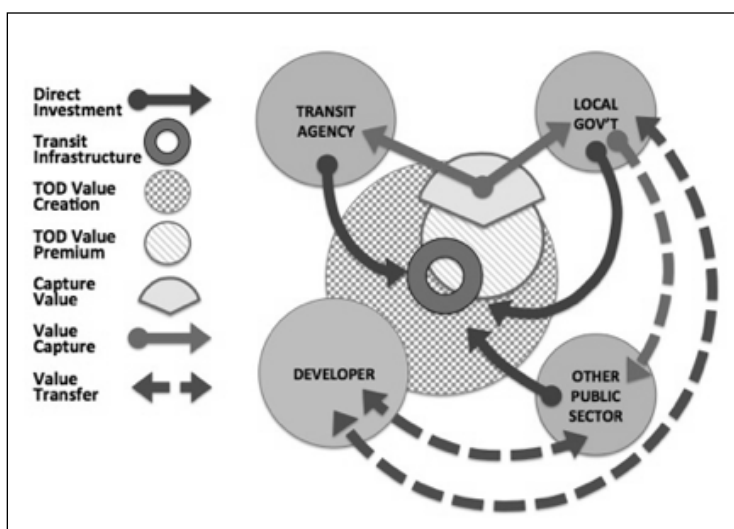 Direct
Investment
Transit
Infrastructure
TOD Value
Creation
TOD Value
Premium
Capture
Value
Value
Capture
Value
Transfer
TRANSIT
AGENCY
LOCAL
GOV'T
DEVELOPER
OTHER
PUBLIC
SECTOR